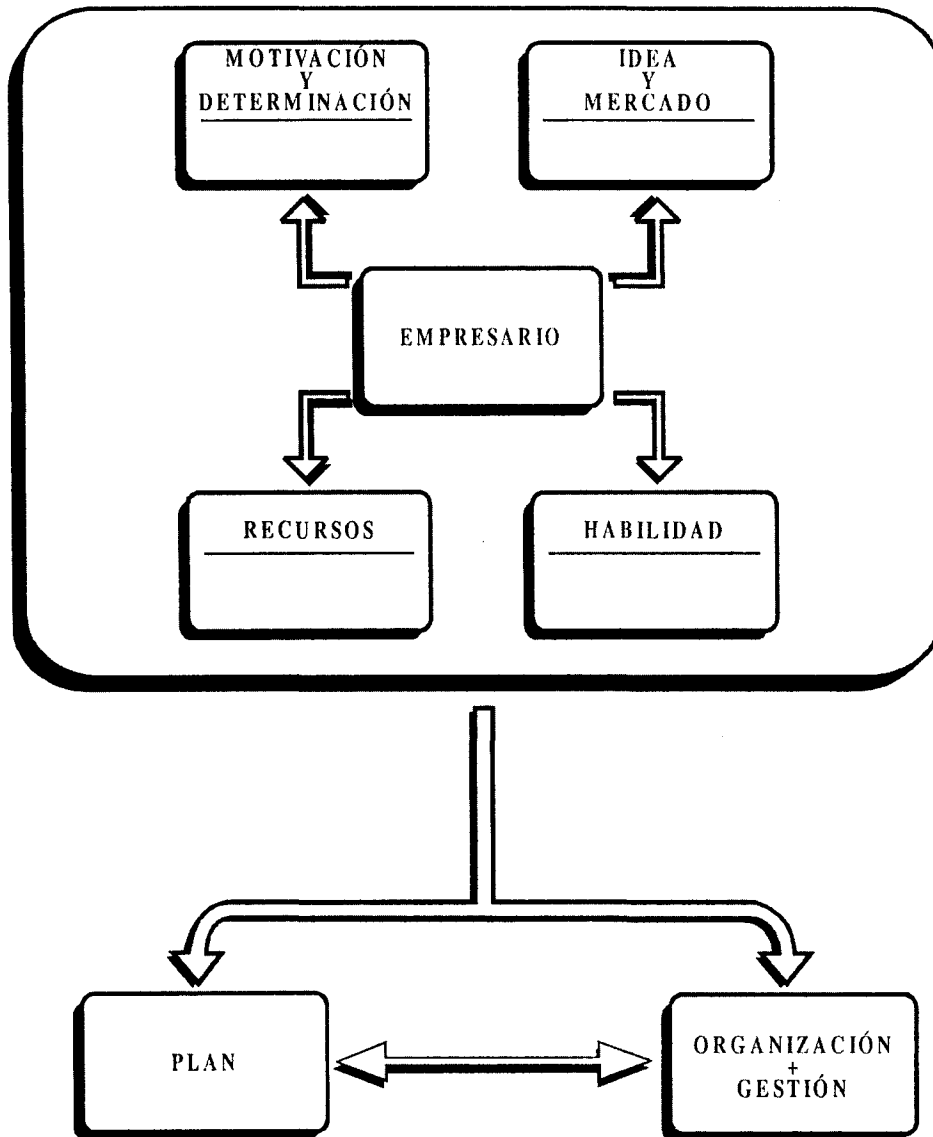 MOTIVACIÓN
Y
DETERMINACIÓN
IDEA
Y
MERCADO
EMPRESARIO
RECURSOS
HABILIDAD
PLAN
ORGANIZACIÓN
+
GESTIÓN